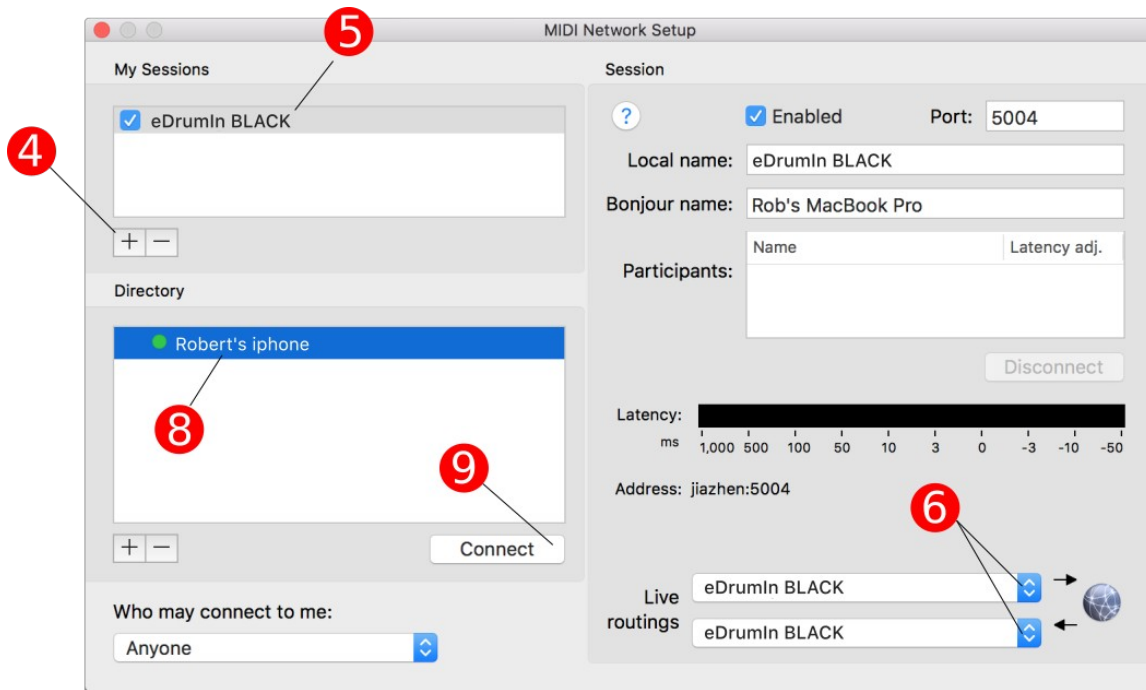 MIDI Network Setup
5
My Sessions
eDrumIn BLACK
4
+ −
Directory
Robert's iphone
8
9
+ −
Connect
Who may connect to me:
Anyone
Session
?
Enabled
Port: 5004
Local name: eDrumIn BLACK
Bonjour name: Rob's MacBook Pro
Participants:
Name Latency adj.
Disconnect
Latency:
ms 1,000 500 100 50 10 3 0 -3 -10 -50
Address: jiazhen:5004
6
Live
routings
eDrumIn BLACK
eDrumIn BLACK